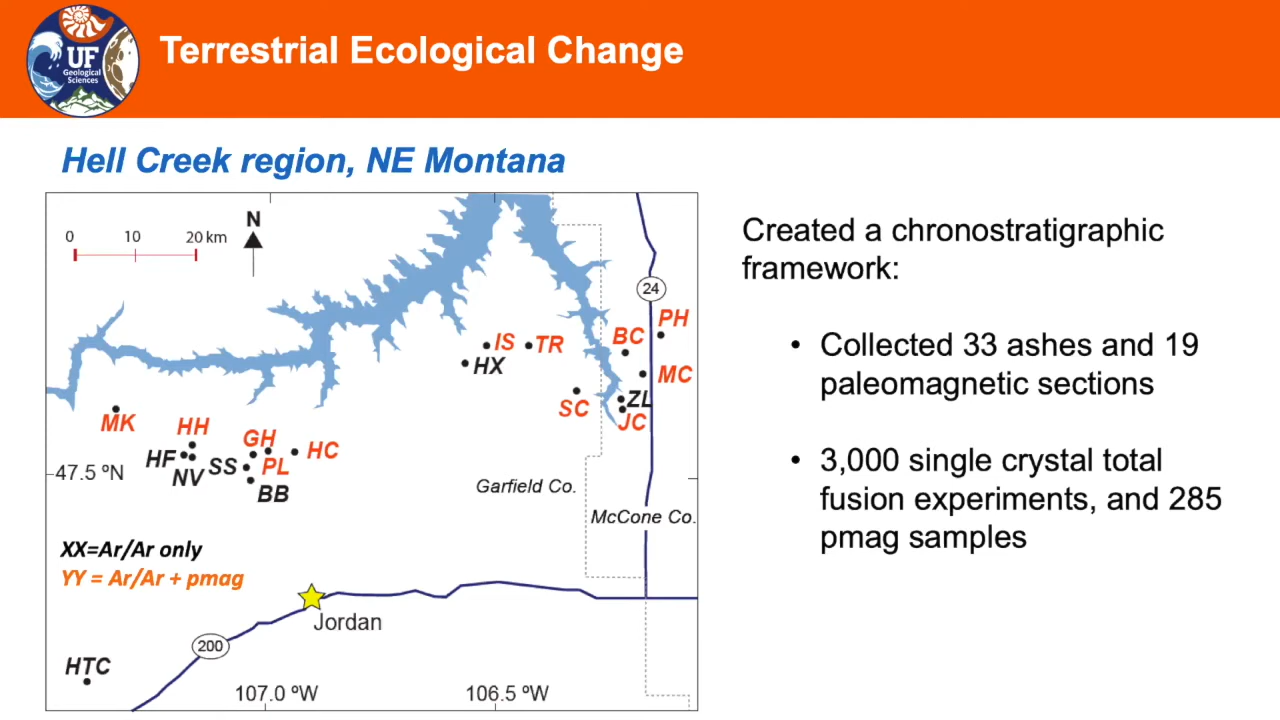 UF
Geological
Sciences
Terrestrial Ecological Change
Hell Creek region, NE Montana
N
0 10 20 km
24
PH
BC
IS
TR
HX
MC
ZL
SC
JC
MK
HH
GH
HC
HF
NV
SS
PL
BB
47.5 ºN
Garfield Co.
McCone Co.
XX=Ar/Ar only
YY = Ar/Ar + pmag
Jordan
200
HTC
107.0 ºW
106.5 ºW
Created a chronostratigraphic
framework:
• Collected 33 ashes and 19
paleomagnetic sections
• 3,000 single crystal total
fusion experiments, and 285
pmag samples